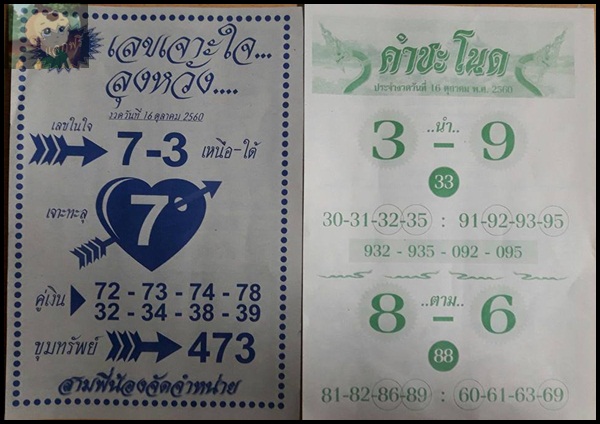 เลขเจาะใจ...
ลุงหวัง....
งวดวันที่ 16 ตุลาคม 2560
เลขในใจ
7-3 เหนือ-ใต้
เจาะทะลุ
7
คู่เงิน 72 - 73 - 74 - 78
32 - 34 - 38 - 39
ขุมทรัพย์ 473
สามพี่น้องจัดจำหน่าย
คำชะโนด
ประจำงวดวันที่ 16 ตุลาคม พ.ศ. 2560
..นำ..
3 - 9
33
30-31-32-35 : 91-92-93-95
932 - 935 - 092 - 095
..ตาม..
8 - 6
88
81-82-86-89 : 60-61-63-69